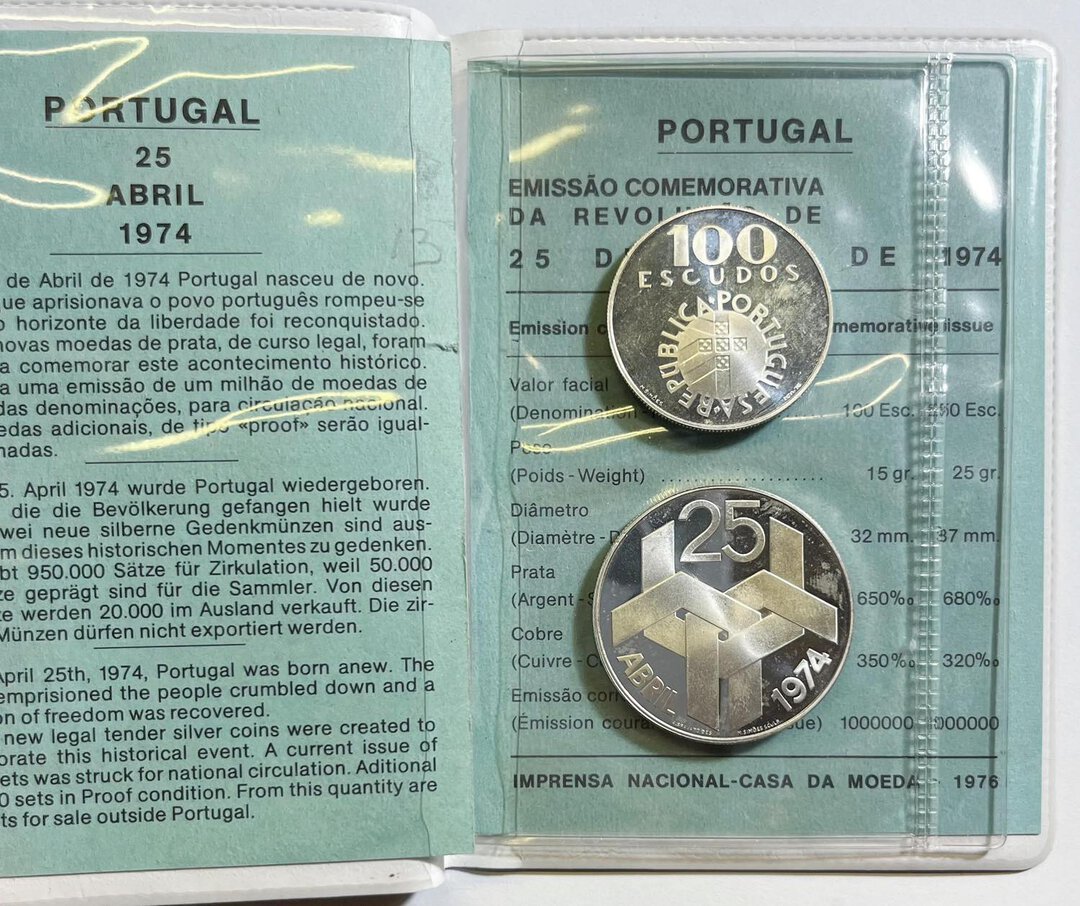 PORTUGAL
25
ABRIL
1974
de Abril de 1974 Portugal nasceu de novo.
que aprisionava o povo português rompeu-se
o horizonte da liberdade foi reconquistado.
novas moedas de prata, de curso legal, foram
a comemorar este acontecimento histórico.
a uma emissão de um milhão de moedas de
das denominações, para circulação nacional.
edas adicionais, de tipo «proof» serão igual-
nadas.
5. April 1974 wurde Portugal wiedergeboren.
die die Bevölkerung gefangen hielt wurde
wei neue silberne Gedenkmünzen sind aus-
m dieses historischen Momentes zu gedenken.
bt 950.000 Sätze für Zirkulation, weil 50.000
ze geprägt sind für die Sammler. Von diesen
ze werden 20.000 im Ausland verkauft. Die zir-
Münzen dürfen nicht exportiert werden.
April 25th, 1974, Portugal was born anew. The
emprisioned the people crumbled down and a
on of freedom was recovered.
new legal tender silver coins were created to
orate this historical event. A current issue of
ets was struck for national circulation. Aditional
0 sets in Proof condition. From this quantity are
ts for sale outside Portugal.
13
PORTUGAL
EMISSÃO COMEMORATIVA
DA REVOLUÇÃO DE
25 D DE 1974
Emission c memorative issue
Valor facial
(Denomination 100 Esc. 250 Esc.
Peso
(Poids - Weight) 15 gr. 25 gr.
Diâmetro
(Diamètre - D 32 mm. 37 mm.
Prata
(Argent - S 650‰ 680‰
Cobre
(Cuivre - C 350‰ 320‰
Emissão corr
(Émission coura ue) 1000000 000000
IMPRENSA NACIONAL-CASA DA MOEDA - 1976
100
ESCUDOS
REPUBLICA·PORTUGUESA·
25
ABRIL
1974
M.SIMÕES SCULP.